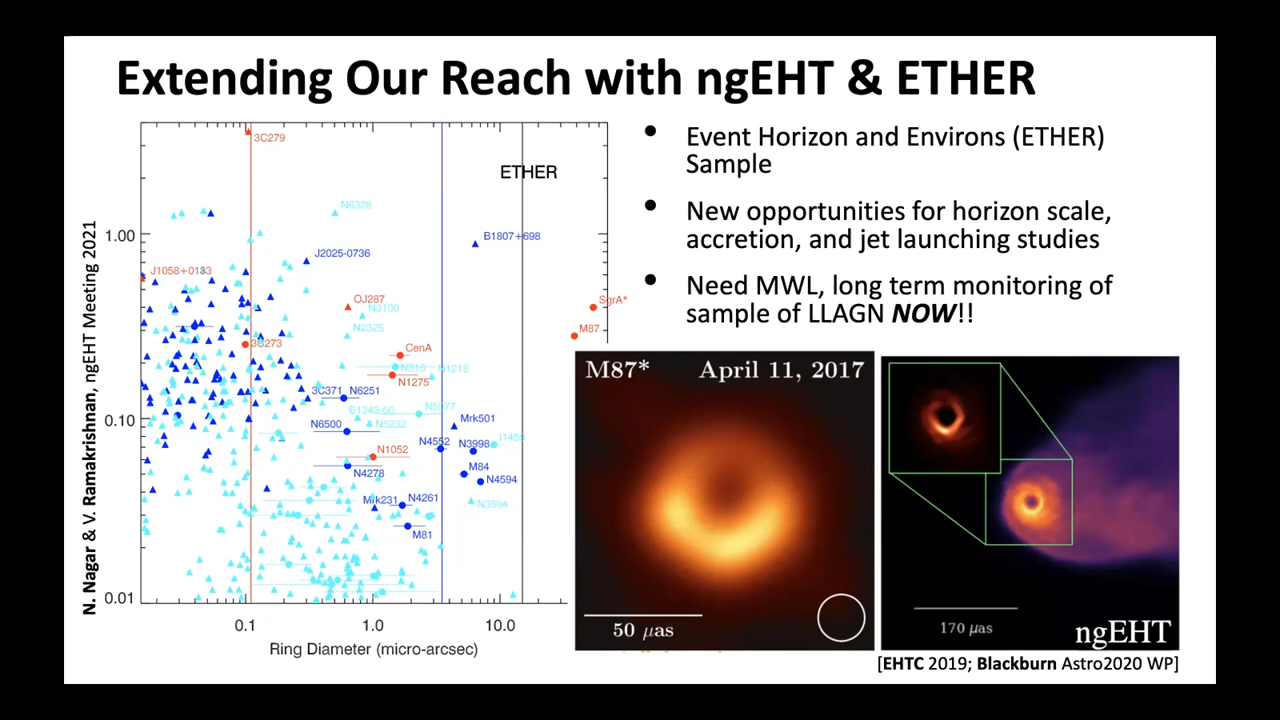 Extending Our Reach with ngEHT & ETHER
N. Nagar & V. Ramakrishnan, ngEHT Meeting 2021
3C279
ETHER
N6328
1.00
B1807+698
J2025-0736
J1058+0133
OJ287
N3100
SgrA*
N2325
M87
3C273
CenA
N315
N1218
N1275
3C371
N6251
B1343-60
N5077
0.10
N6500
N5232
Mrk501
N4552
N3998
N1052
N4278
M84
N4594
Mrk231
N4261
N3894
M81
0.01
0.1
1.0
10.0
Ring Diameter (micro-arcsec)
• Event Horizon and Environs (ETHER)
Sample
• New opportunities for horizon scale,
accretion, and jet launching studies
• Need MWL, long term monitoring of
sample of LLAGN NOW!!
M87*
April 11, 2017
50 μas
170 μas
ngEHT
[EHTC 2019; Blackburn Astro2020 WP]